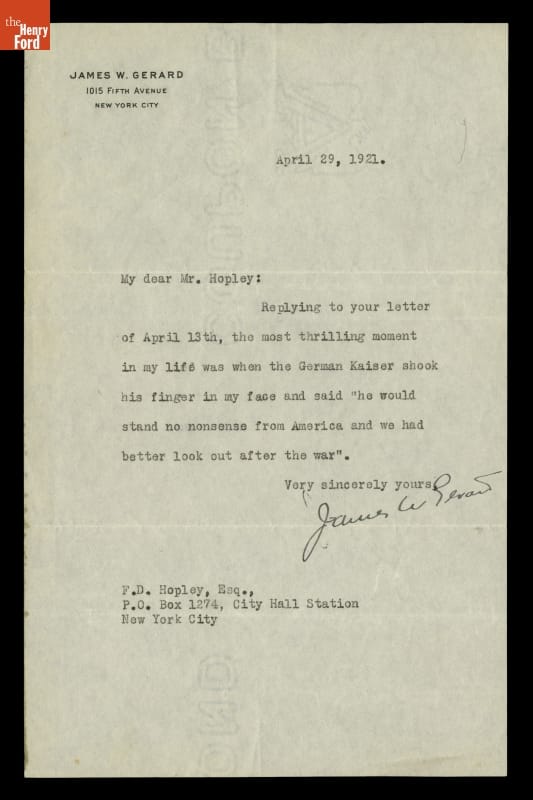 the
Henry
Ford
JAMES W. GERARD
1015 FIFTH AVENUE
NEW YORK CITY
April 29, 1921.
My dear Mr. Hopley:
Replying to your letter
of April 13th, the most thrilling moment
in my life was when the German Kaiser shook
his finger in my face and said "he would
stand no nonsense from America and we had
better look out after the war".
Very sincerely yours,
James W Gerard
F.D. Hopley, Esq.,
P.O. Box 1274, City Hall Station
New York City